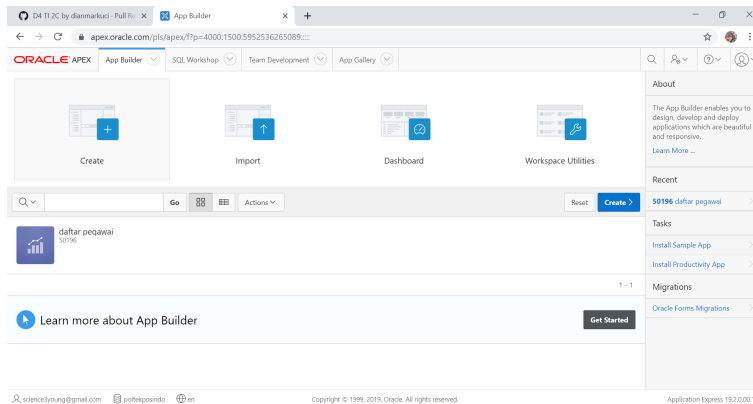 D4 TI 2C by dianmarkuci - Pull Re
App Builder
apex.oracle.com/pls/apex/f?p=4000:1500:5952536265089::::
ORACLE APEX
App Builder
SQL Workshop
Team Development
App Gallery
Create
Import
Dashboard
Workspace Utilities
About
The App Builder enables you to
design, develop and deploy
applications which are beautiful
and responsive.
Learn More ...
Recent
50196 daftar pegawai
Tasks
Install Sample App
Install Productivity App
Migrations
Oracle Forms Migrations
Go
Actions
Reset
Create
daftar pegawai
50196
1 - 1
Learn more about App Builder
Get Started
science3young@gmail.com
poltekposindo
en
Copyright © 1999, 2019, Oracle. All rights reserved.
Application Express 19.2.0.00.